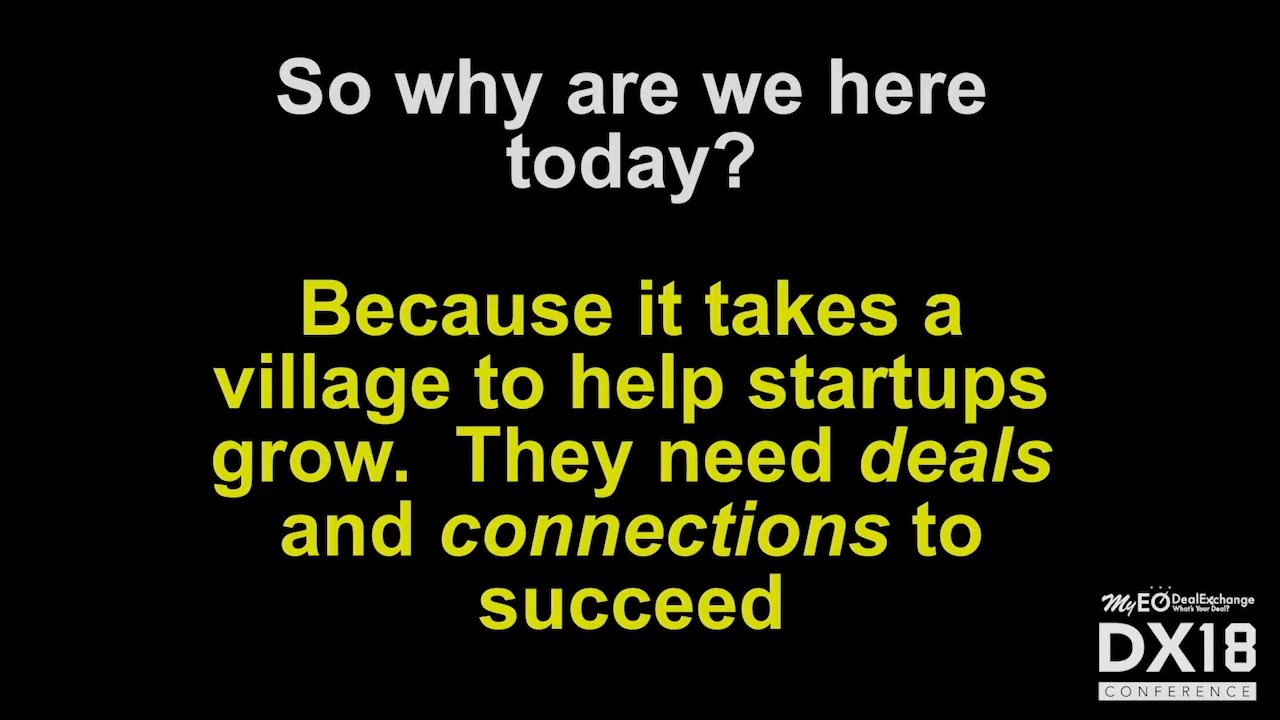 So why are we here
today?
Because it takes a
village to help startups
grow.  They need deals
and connections to
succeed
MyEO DealExchange
What's Your Deal?
DX18
CONFERENCE